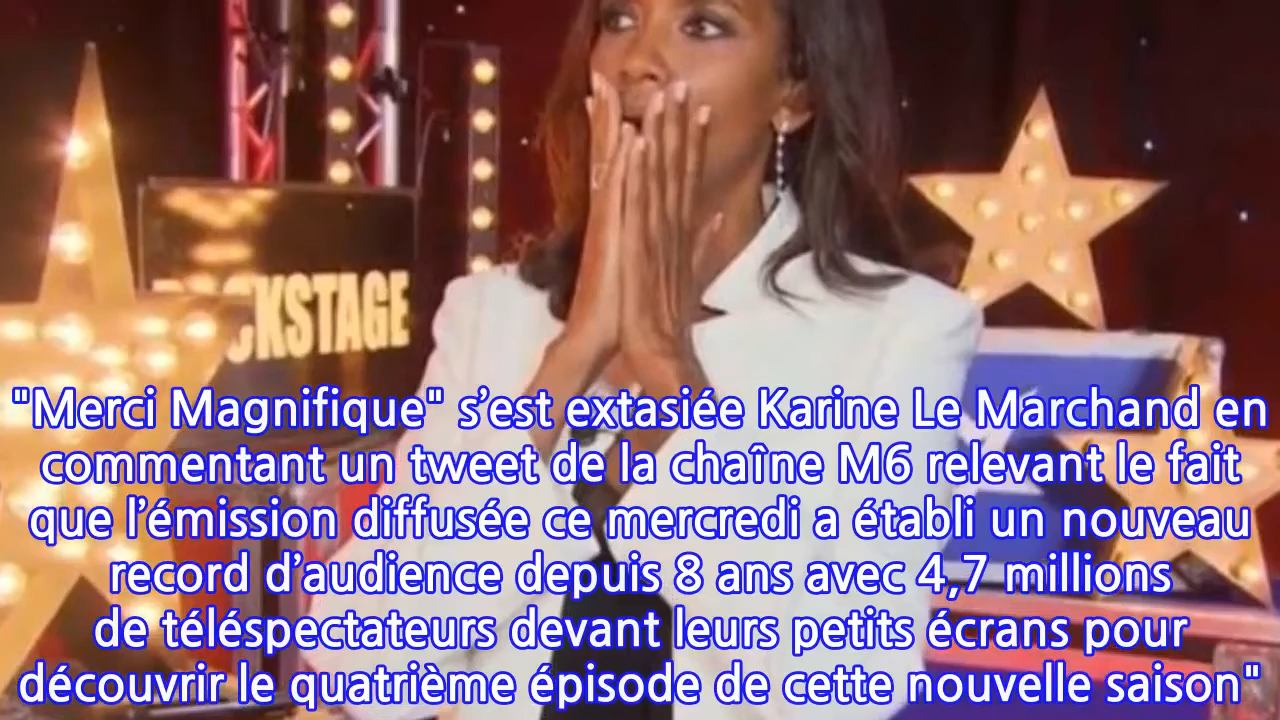 BACKSTAGE
"Merci Magnifique" s’est extasiée Karine Le Marchand en
commentant un tweet de la chaîne M6 relevant le fait
que l’émission diffusée ce mercredi a établi un nouveau
record d’audience depuis 8 ans avec 4,7 millions
de téléspectateurs devant leurs petits écrans pour
découvrir le quatrième épisode de cette nouvelle saison"